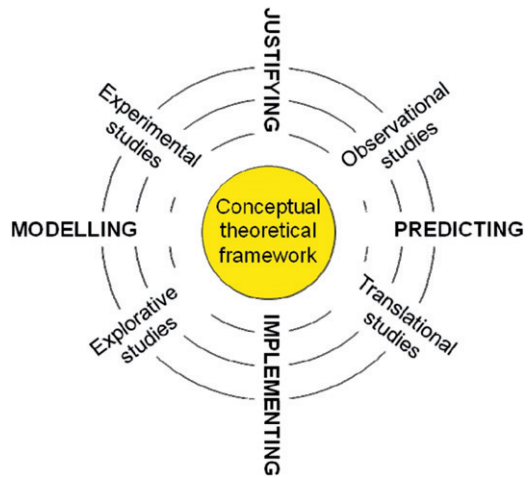 JUSTIFYING
Experimental
studies
Observational
studies
MODELLING
Conceptual
theoretical
framework
PREDICTING
Explorative
studies
Translational
studies
IMPLEMENTING